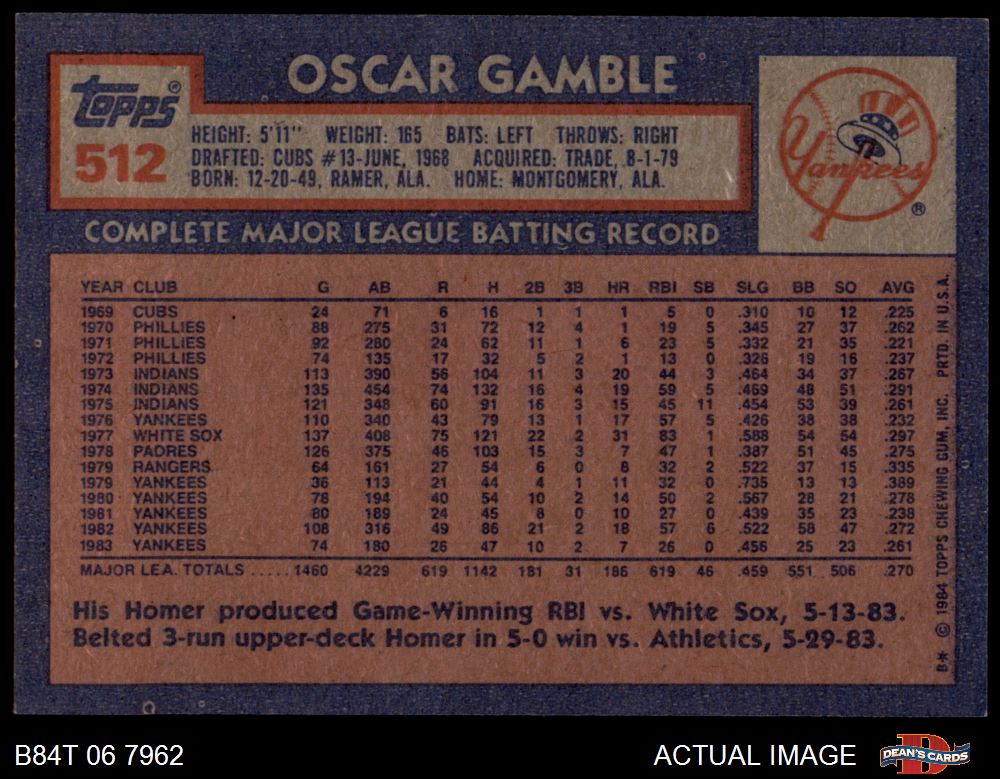 OSCAR GAMBLE
Topps®
512
HEIGHT: 5'11" WEIGHT: 165 BATS: LEFT THROWS: RIGHT
DRAFTED: CUBS #13-JUNE, 1968 ACQUIRED: TRADE, 8-1-79
BORN: 12-20-49, RAMER, ALA. HOME: MONTGOMERY, ALA.
Yankees
®
COMPLETE MAJOR LEAGUE BATTING RECORD
YEAR CLUB G AB R H 2B 3B HR RBI SB SLG BB SO AVG
1969 CUBS 24 71 6 16 1 1 1 5 0 .310 10 12 .225
1970 PHILLIES 88 275 31 72 12 4 1 19 5 .345 27 37 .262
1971 PHILLIES 92 280 24 62 11 1 6 23 5 .332 21 35 .221
1972 PHILLIES 74 135 17 32 5 2 1 13 0 .326 19 16 .237
1973 INDIANS 113 390 56 104 11 3 20 44 3 .464 34 37 .267
1974 INDIANS 135 454 74 132 16 4 19 59 5 .469 48 51 .291
1975 INDIANS 121 348 60 91 16 3 15 45 11 .454 53 39 .261
1976 YANKEES 110 340 43 79 13 1 17 57 5 .426 38 38 .232
1977 WHITE SOX 137 408 75 121 22 2 31 83 1 .588 54 54 .297
1978 PADRES 126 375 46 103 15 3 7 47 1 .387 51 45 .275
1979 RANGERS 64 161 27 54 6 0 8 32 2 .522 37 15 .335
1979 YANKEES 36 113 21 44 4 1 11 32 0 .735 13 13 .389
1980 YANKEES 78 194 40 54 10 2 14 50 2 .567 28 21 .278
1981 YANKEES 80 189 24 45 8 0 10 27 0 .439 35 23 .238
1982 YANKEES 108 316 49 86 21 2 18 57 6 .522 58 47 .272
1983 YANKEES 74 180 26 47 10 2 7 26 0 .456 25 23 .261
MAJOR LEA. TOTALS ..... 1460 4229 619 1142 181 31 186 619 46 .459 551 506 .270
His Homer produced Game-Winning RBI vs. White Sox, 5-13-83.
Belted 3-run upper-deck Homer in 5-0 win vs. Athletics, 5-29-83.
B* © 1984 TOPPS CHEWING GUM, INC. PRTD. IN U.S.A.
B84T 06 7962
ACTUAL IMAGE
DEAN'S CARDS